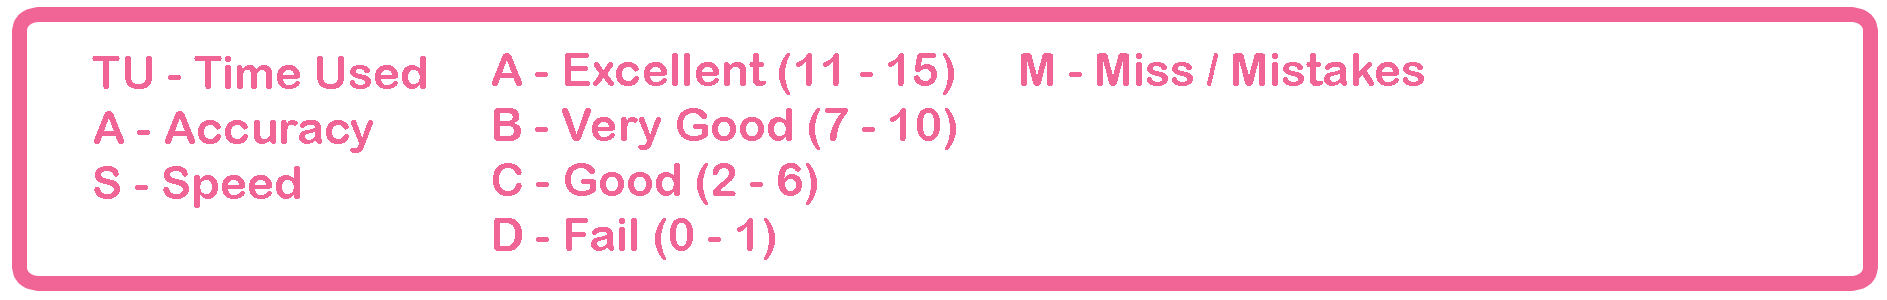 TU - Time Used
A - Accuracy
S - Speed
A - Excellent (11 - 15)
B - Very Good (7 - 10)
C - Good (2 - 6)
D - Fail (0 - 1)
M - Miss / Mistakes